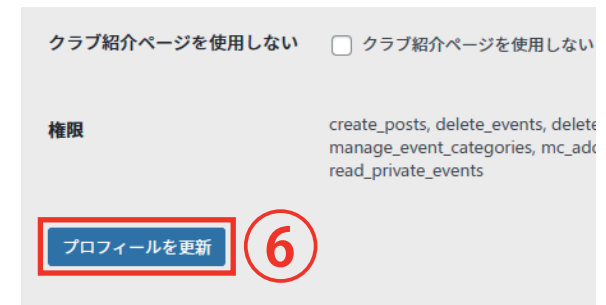 クラブ紹介ページを使用しない
クラブ紹介ページを使用しない
権限
create_posts, delete_events,
manage_event_categories,
read_private_events
プロフィールを更新
6